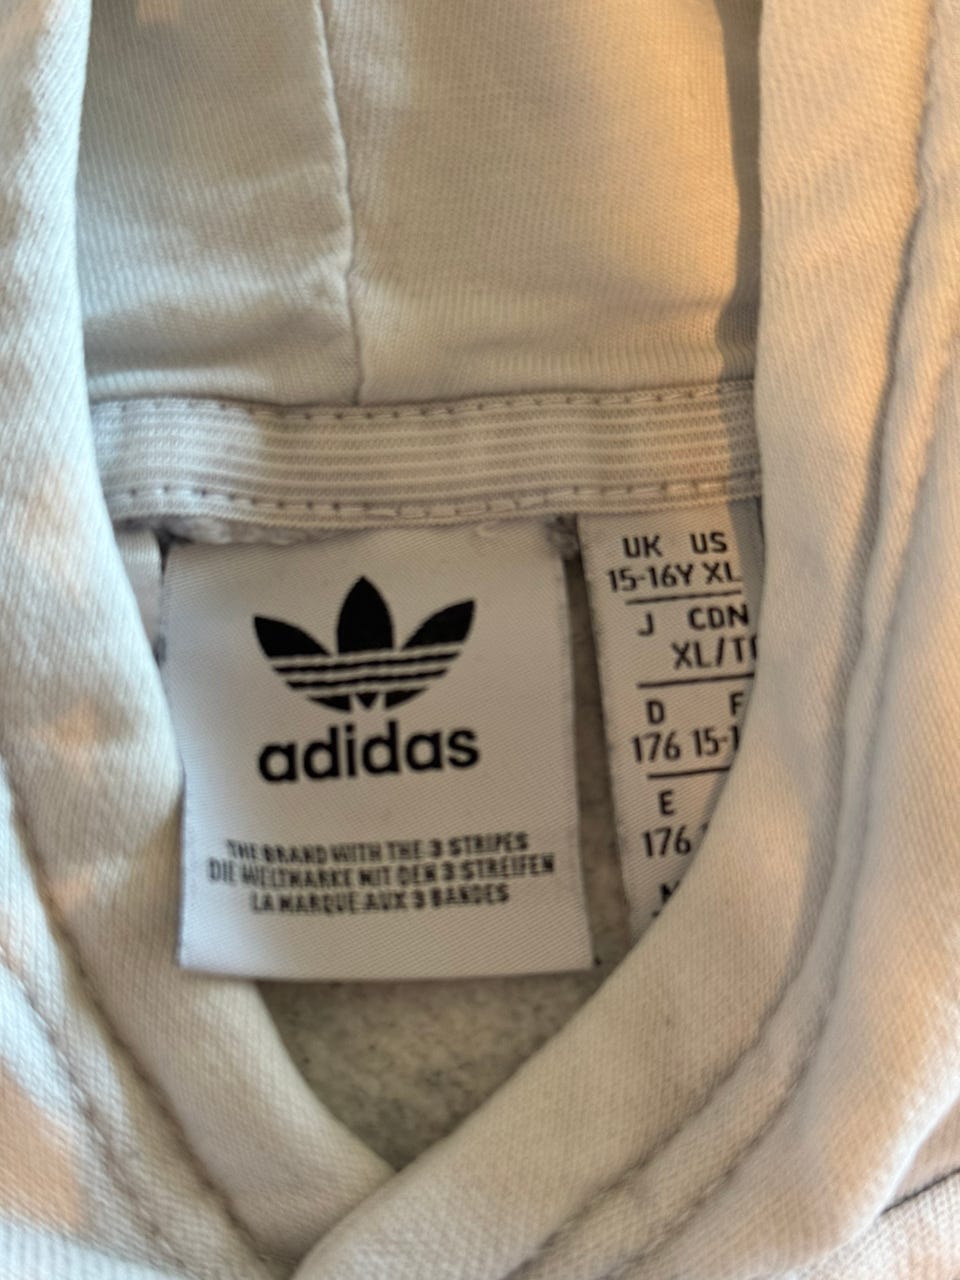 adidas
THE BRAND WITH THE 3 STRIPES
DIE WELTMARKE MIT DEN 3 STREIFEN
LA MARQUE AUX 3 BANDES
UK US
15-16Y XL
J CDN
XL/
D
176
E
176